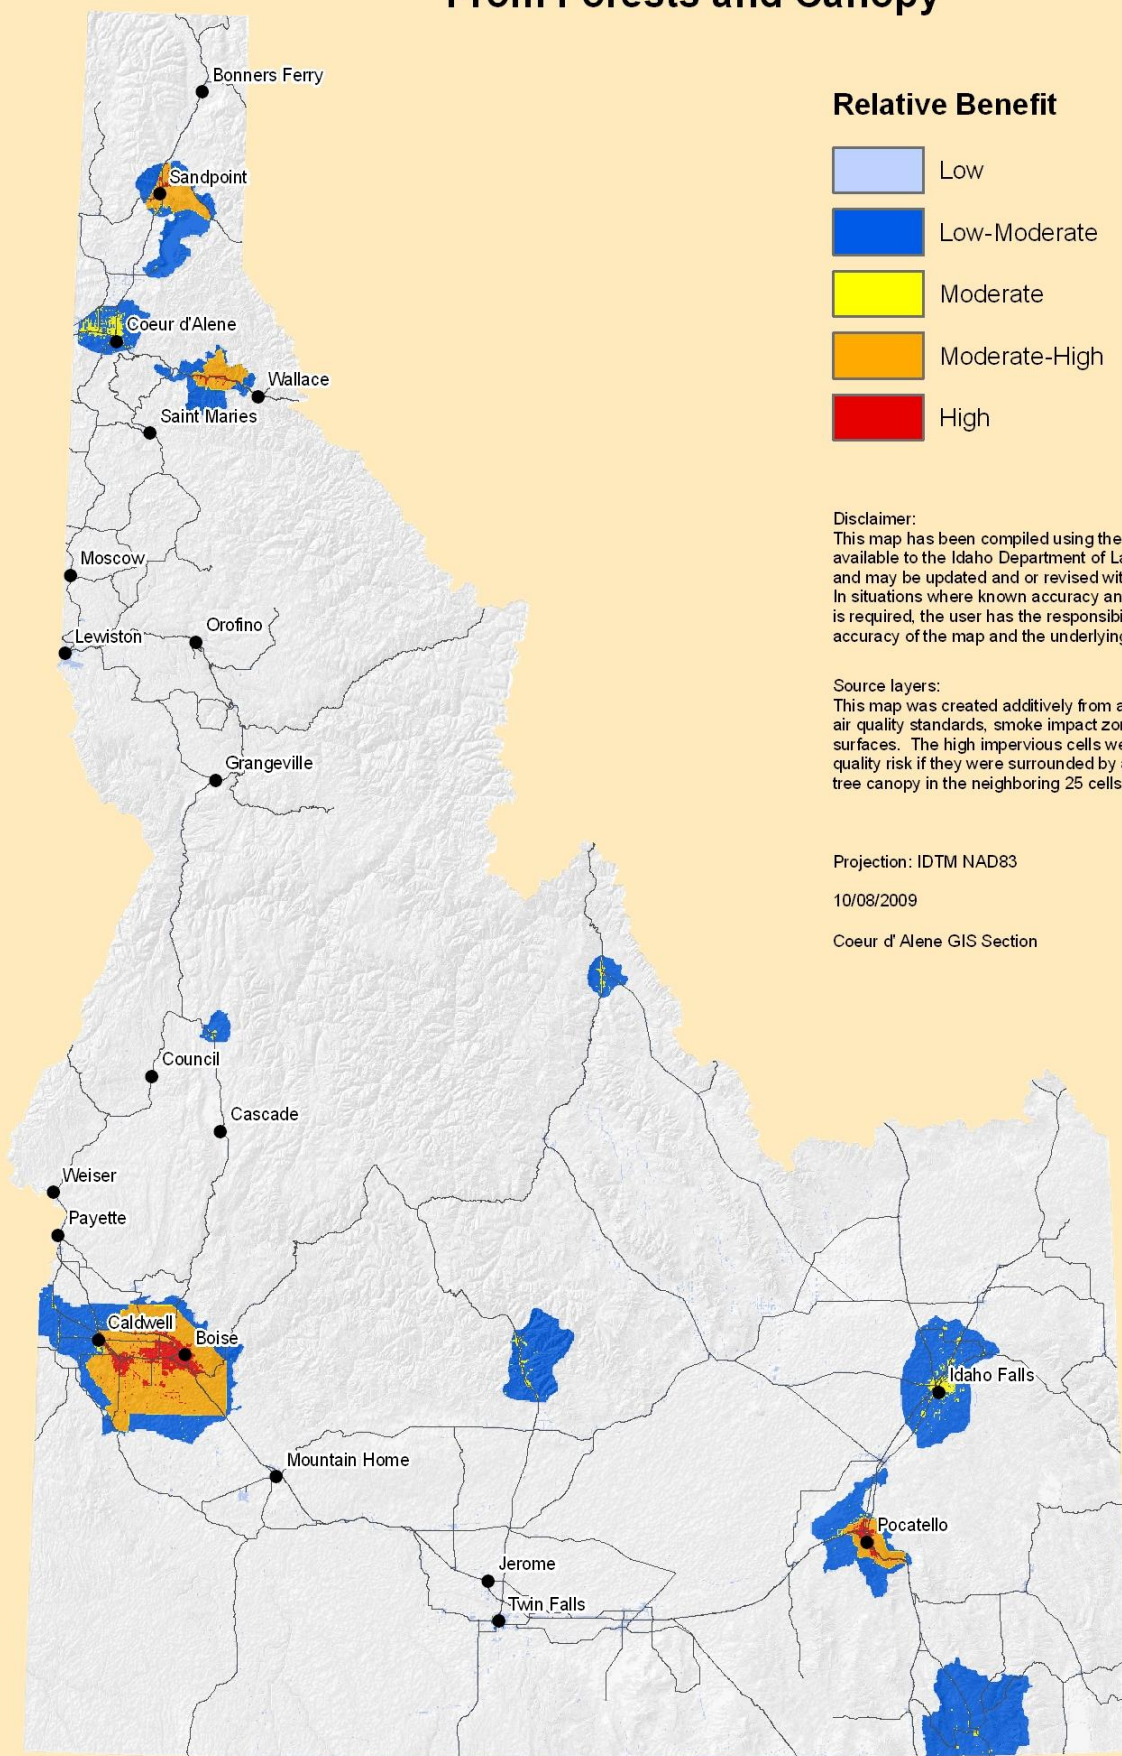 From Forests and Canopy
Relative Benefit
Low
Low-Moderate
Moderate
Moderate-High
High
Disclaimer:
This map has been compiled using the
available to the Idaho Department of La
and may be updated and or revised wit
In situations where known accuracy an
is required, the user has the responsibi
accuracy of the map and the underlying
Source layers:
This map was created additively from a
air quality standards, smoke impact zo
surfaces.  The high impervious cells we
quality risk if they were surrounded by
tree canopy in the neighboring 25 cells
Projection: IDTM NAD83
10/08/2009
Coeur d' Alene GIS Section
Bonners Ferry
Sandpoint
Coeur d'Alene
Wallace
Saint Maries
Moscow
Orofino
Lewiston
Grangeville
Council
Cascade
Weiser
Payette
Caldwell
Boise
Idaho Falls
Mountain Home
Pocatello
Jerome
Twin Falls